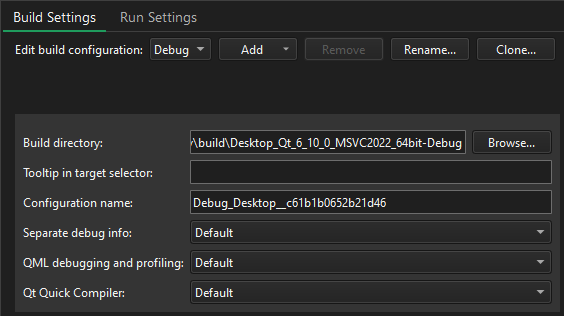 Build Settings Run Settings
Edit build configuration: Debug Add Remove Rename... Clone...
Build directory: \build\Desktop_Qt_6_10_0_MSVC2022_64bit-Debug Browse...
Tooltip in target selector:
Configuration name: Debug_Desktop__c61b1b0652b21d46
Separate debug info: Default
QML debugging and profiling: Default
Qt Quick Compiler: Default